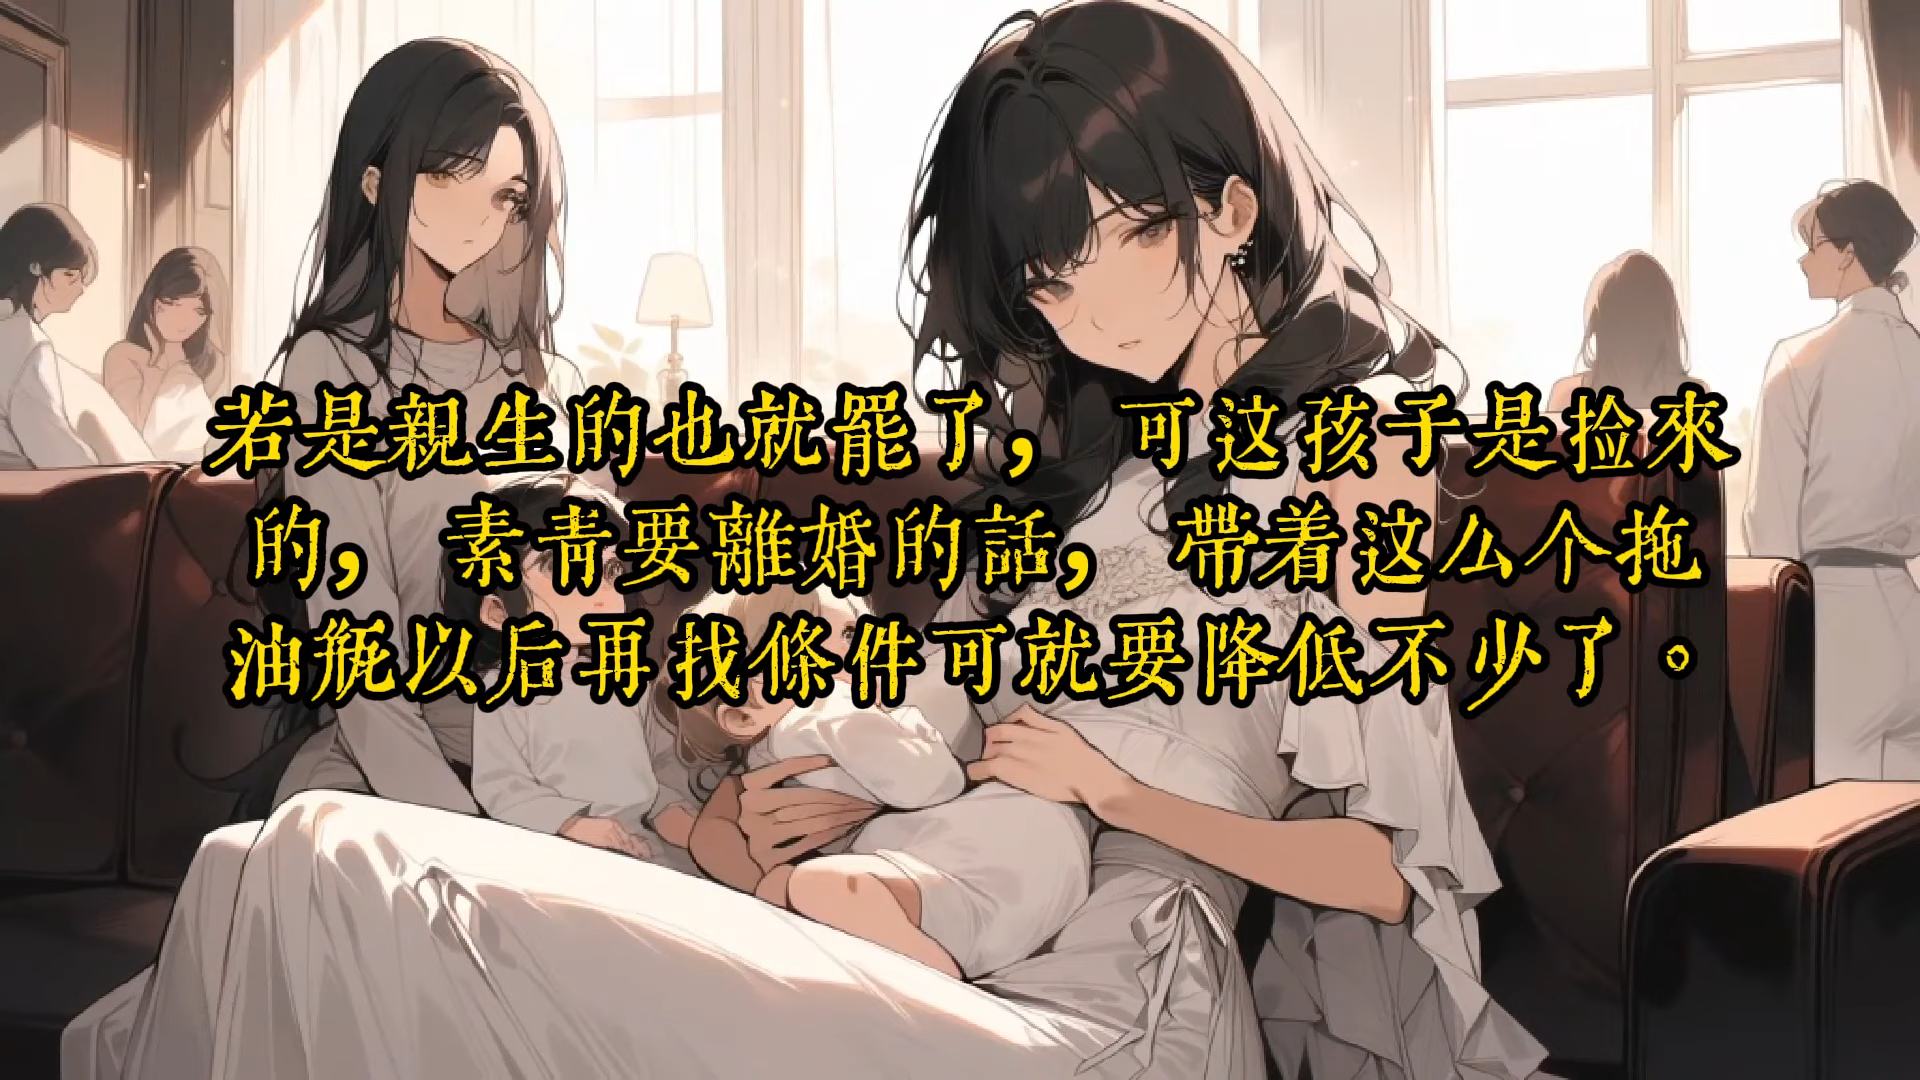 若是親生的也就罷了，可这孩子是捡來
的，素青要離婚的話，帶着这么个拖
油瓶以后再找條件可就要降低不少了。